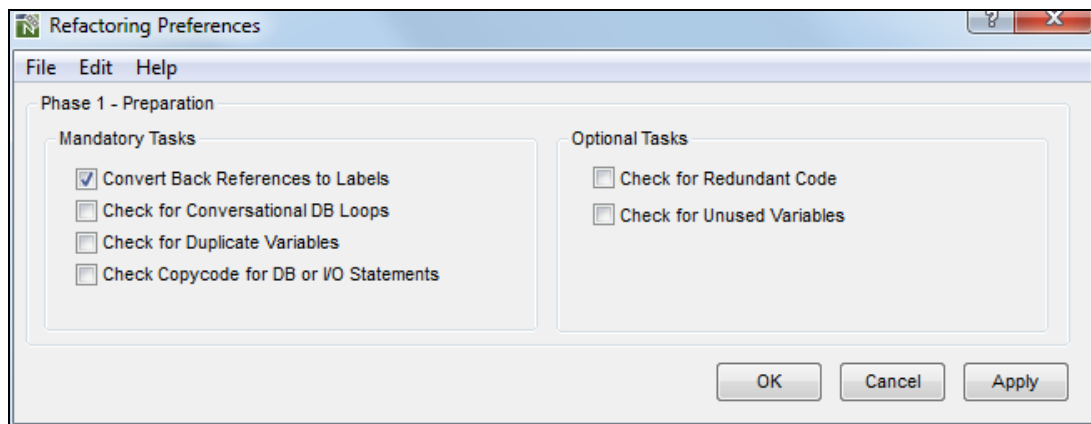 Refactoring Preferences
File Edit Help
Phase 1 - Preparation
Mandatory Tasks
Convert Back References to Labels
Check for Conversational DB Loops
Check for Duplicate Variables
Check Copycode for DB or I/O Statements
Optional Tasks
Check for Redundant Code
Check for Unused Variables
OK Cancel Apply